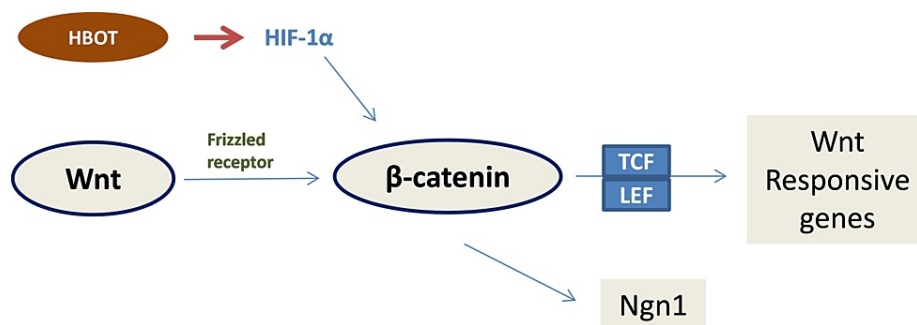 HBOT
HIF-1α
Wnt
Frizzled
receptor
β-catenin
TCF
LEF
Wnt
Responsive
genes
Ngn1